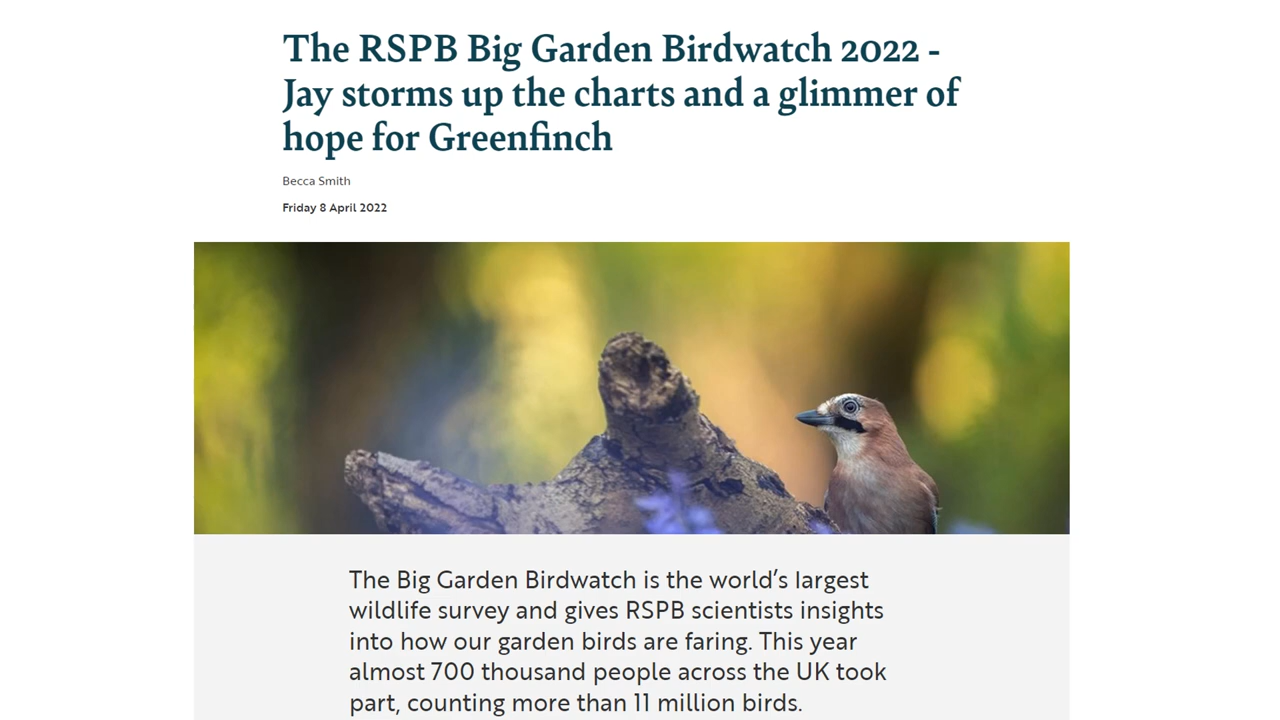 The RSPB Big Garden Birdwatch 2022 -
Jay storms up the charts and a glimmer of
hope for Greenfinch
Becca Smith
Friday 8 April 2022
The Big Garden Birdwatch is the world’s largest
wildlife survey and gives RSPB scientists insights
into how our garden birds are faring. This year
almost 700 thousand people across the UK took
part, counting more than 11 million birds.